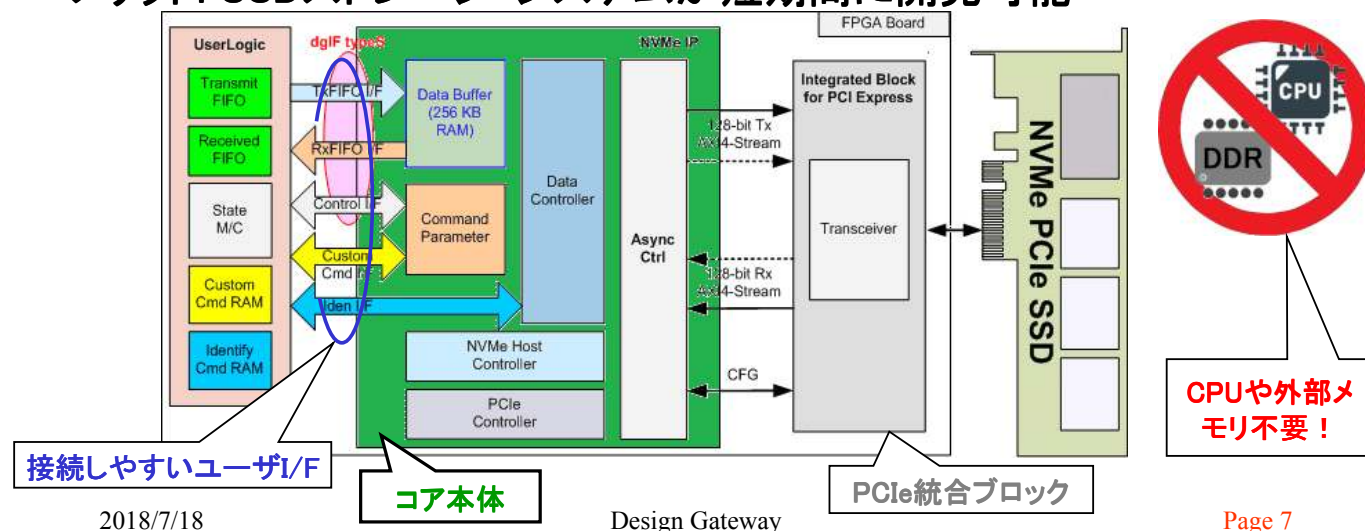 FPGA Board
UserLogic
dgIF typeS
NVMe IP
Transmit
FIFO
Received
FIFO
State
M/C
Custom
Cmd RAM
Identify
Cmd RAM
TxFIFO I/F
RxFIFO I/F
Control I/F
Custom
Cmd I/F
Iden I/F
Data Buffer
(256 KB
RAM)
Command
Parameter
Data
Controller
NVMe Host
Controller
PCIe
Controller
Async
Ctrl
128-bit Tx
Axi4-Stream
128-bit Rx
Axi4-Stream
CFG
Integrated Block
for PCI Express
Transceiver
NVMe PCIe SSD
CPU
DDR
CPUや外部メ
モリ不要！
接続しやすいユーザI/F
コア本体
PCIe統合ブロック
2018/7/18
Design Gateway
Page 7